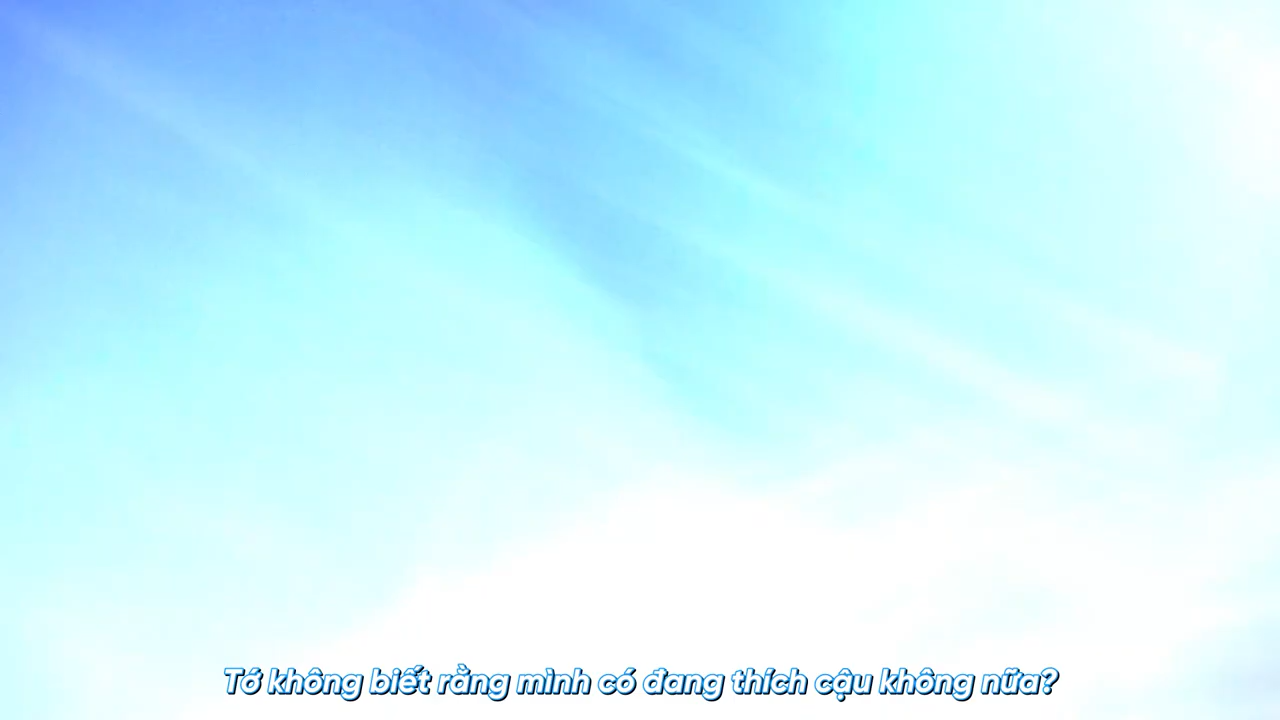 Tớ không biết rằng mình có đang thích cậu không nữa?